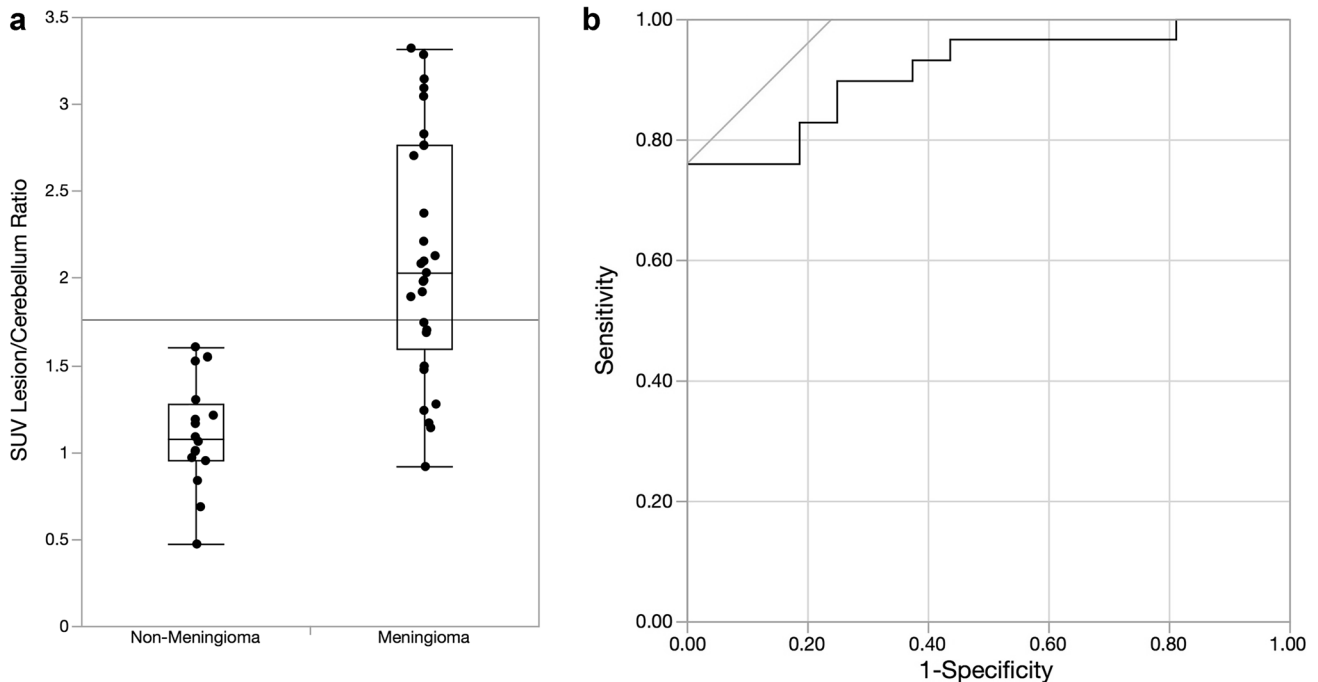 a
3.5
3
2.5
2
1.5
1
0.5
0
SUV Lesion/Cerebellum Ratio
Non-Meningioma Meningioma
b
1.00
0.80
0.60
0.40
0.20
0.00
Sensitivity
0.00 0.20 0.40 0.60 0.80 1.00
1-Specificity